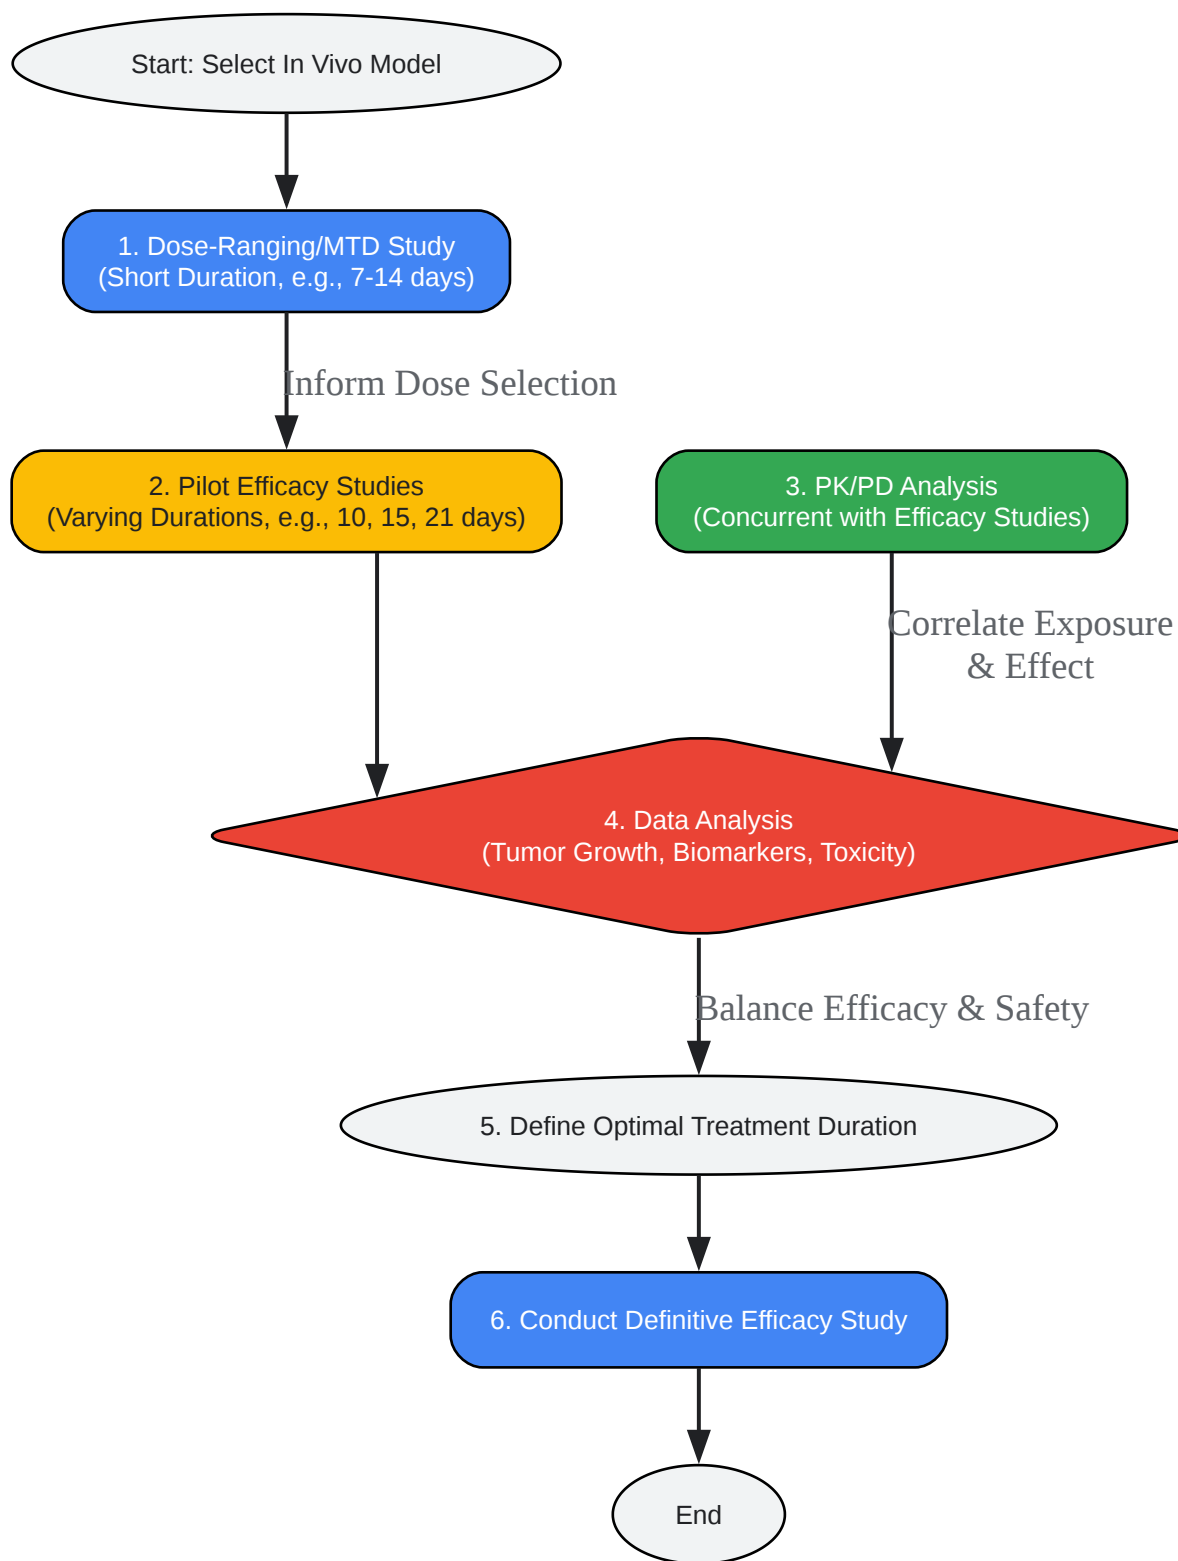 Start: Select In Vivo Model
1. Dose-Ranging/MTD Study
(Short Duration, e.g., 7-14 days)
Inform Dose Selection
2. Pilot Efficacy Studies
(Varying Durations, e.g., 10, 15, 21 days)
3. PK/PD Analysis
(Concurrent with Efficacy Studies)
Correlate Exposure
& Effect
4. Data Analysis
(Tumor Growth, Biomarkers, Toxicity)
Balance Efficacy & Safety
5. Define Optimal Treatment Duration
6. Conduct Definitive Efficacy Study
End